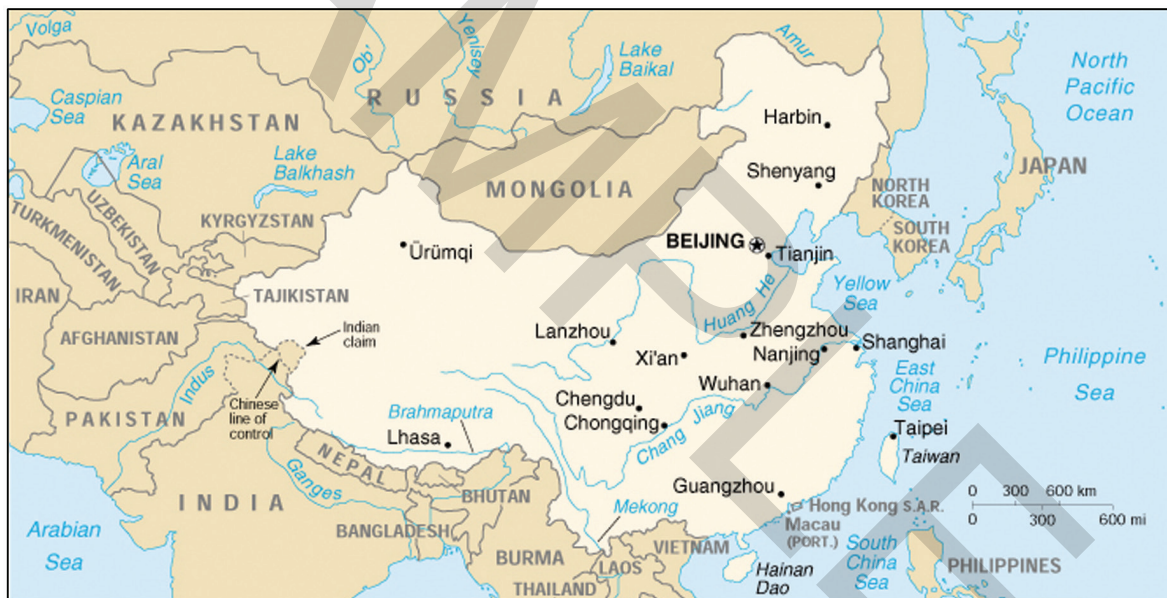 Volga
Ob'
Yenisey
Lake
Baikal
Amur
North
Pacific
Ocean
Caspian
Sea
KAZAKHSTAN
RUSSIA
Harbin
Aral
Sea
Lake
Balkhash
MONGOLIA
Shenyang
JAPAN
NORTH
KOREA
UZBEKISTAN
TURKMENISTAN
KYRGYZSTAN
Ürümqi
BEIJING
Tianjin
SOUTH
KOREA
IRAN
TAJIKISTAN
Yellow
Sea
AFGHANISTAN
Indian
claim
Lanzhou
Huang He
Zhengzhou
Xi'an
Nanjing
Shanghai
Philippine
Sea
Indus
Chinese
line of
control
Wuhan
East
China
Sea
PAKISTAN
Brahmaputra
Chengdu
Chongqing
Chang Jiang
Lhasa
Taipei
Taiwan
NEPAL
INDIA
Ganges
BHUTAN
Mekong
Guangzhou
Hong Kong S.A.R.
Macau
(PORT.)
0 300 600 km
0 300 600 mi
Arabian
Sea
BANGLADESH
BURMA
VIETNAM
LAOS
THAILAND
Hainan
Dao
South
China
Sea
PHILIPPINES